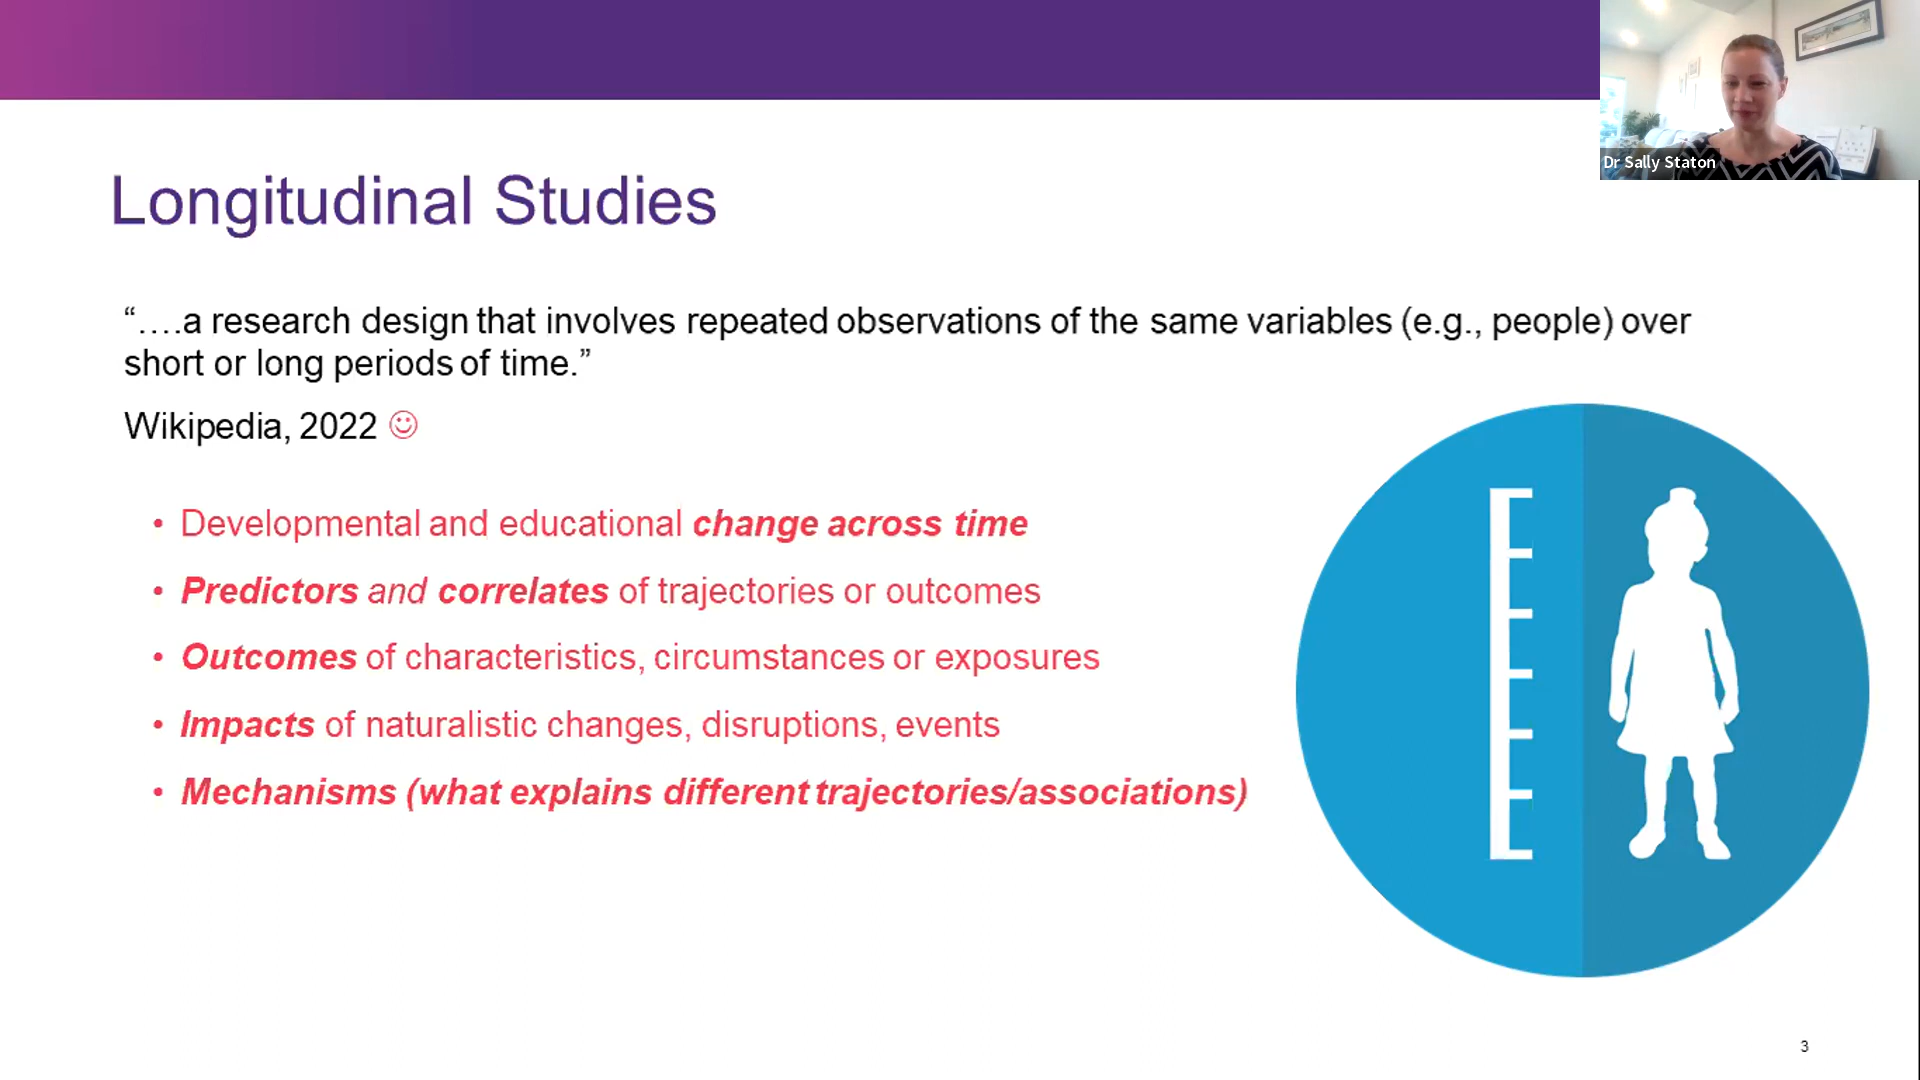 Dr Sally Staton
Longitudinal Studies
“….a research design that involves repeated observations of the same variables (e.g., people) over
short or long periods of time.”
Wikipedia, 2022 ☺
• Developmental and educational change across time
• Predictors and correlates of trajectories or outcomes
• Outcomes of characteristics, circumstances or exposures
• Impacts of naturalistic changes, disruptions, events
• Mechanisms (what explains different trajectories/associations)
3